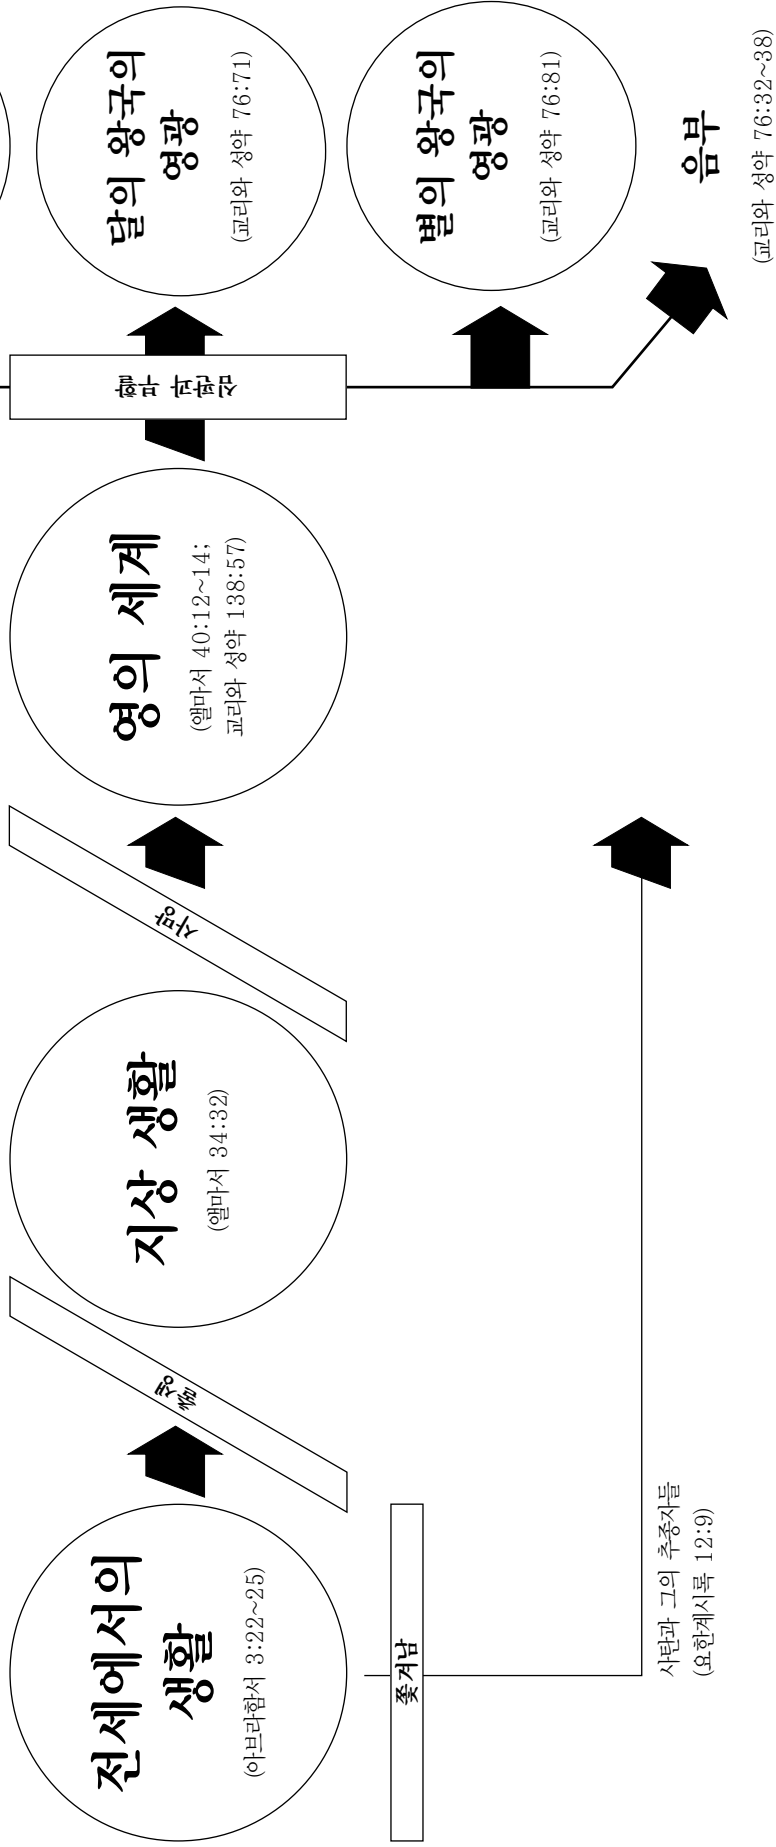 전세에서의
생활
(아브라함서 3:22~25)
출생
지상 생활
(앨마서 34:32)
사망
영의 세계
(앨마서 40:12~14;
교리와 성약 138:57)
심판과 부활
달의 왕국의
영광
(교리와 성약 76:71)
별의 왕국의
영광
(교리와 성약 76:81)
음부
(교리와 성약 76:32~38)
쫓겨남
사탄과 그의 추종자들
(요한계시록 12:9)